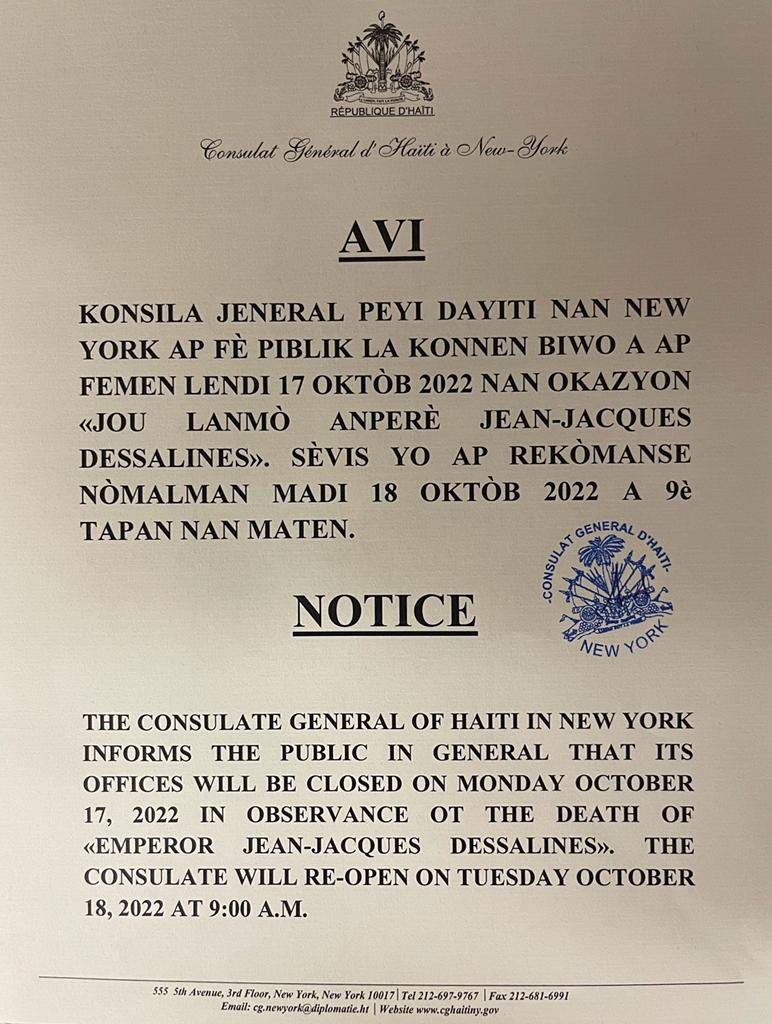 RÉPUBLIQUE D'HAÏTI
Consulat Général d'Haïti à New-York
AVI
KONSILA JENERAL PEYI DAYITI NAN NEW
YORK AP FÈ PIBLIK LA KONNEN BIWO A AP
FEMEN LENDI 17 OKTÒB 2022 NAN OKAZYON
«JOU LANMÒ ANPERÈ JEAN-JACQUES
DESSALINES». SÈVIS YO AP REKÒMANSE
NÒMALMAN MADI 18 OKTÒB 2022 A 9è
TAPAN NAN MATEN.
-CONSULAT GENERAL D'HAITI-
NEW YORK
NOTICE
THE CONSULATE GENERAL OF HAITI IN NEW YORK
INFORMS THE PUBLIC IN GENERAL THAT ITS
OFFICES WILL BE CLOSED ON MONDAY OCTOBER
17, 2022 IN OBSERVANCE OT THE DEATH OF
«EMPEROR JEAN-JACQUES DESSALINES». THE
CONSULATE WILL RE-OPEN ON TUESDAY OCTOBER
18, 2022 AT 9:00 A.M.
555 5th Avenue, 3rd Floor, New York, New York 10017 | Tel 212-697-9767 | Fax 212-681-6991
Email: cg.newyork@diplomatie.ht | Website www.cghaitiny.gov